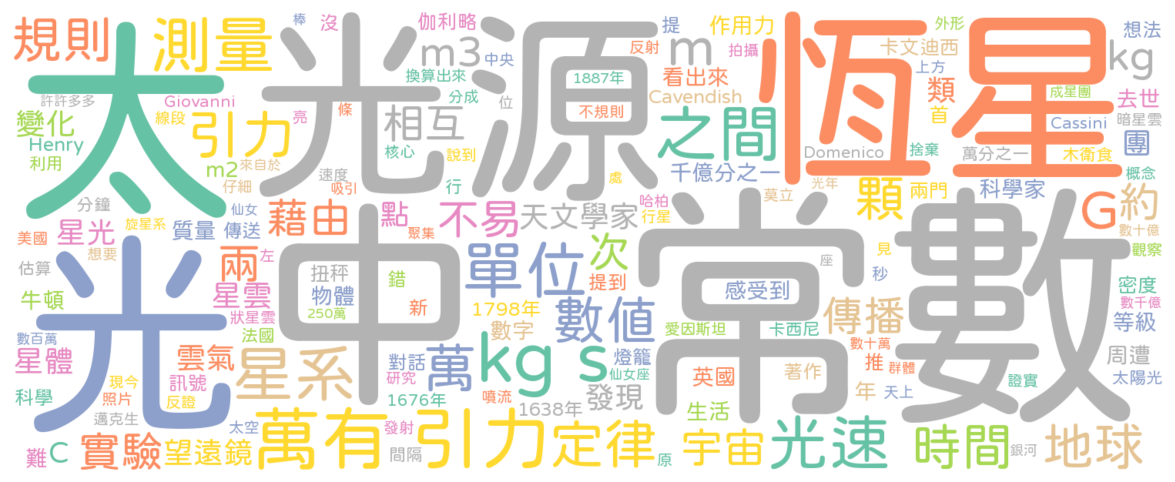 規則 測量 光源 沒 伽利略 m3 中央 反射 m 提 作用力 拍攝 恆星 外形 卡文迪西 上方 想法 kg
棒 換算出來 分成 1887年 看出來 Cavendish 類 成星團 去世
許許多多 太 Giovanni 亮 條 位 不規則 首 Cassini 暗星雲
變化 線段 引力 相互 之間 團
Henry 核心 說到 Domenico 捨棄 萬分之一 木衛食
利用 m2 來自於 速度 吸引 行 處 千億分之一 概念
仔細 哈柏 莫立 光年 兩門 科學家
分鐘 仙女 藉由 點 不易 天文學家 行星 常數 顆 G 約
美國 星光 旋星系 質量 傳送 聚集 數十億
想要 左 單位 次 座 見 觀察
估算 光 兩 中 扭秤 錯 提到 感受到 秒 密度
牛頓 星雲 物體 新 1798年 數值 傳播 數千億
狀星雲 250萬 數字 愛因斯坦 卡西尼 等級
數百萬 法國 燈籠 數十萬
星體 雲氣 星系 對話 萬 kg s 仙女座 推 群體 周遭
科學 現今 訊號 研究 噴流 發現 英國 著作 年 天上 證實 太陽光
照片 反證 1676年 1638年
邁克生 太空 發射 生活
難 C 實驗 望遠鏡 萬有引力定律 間隔 原 宇宙 光速 時間 銀河 地球